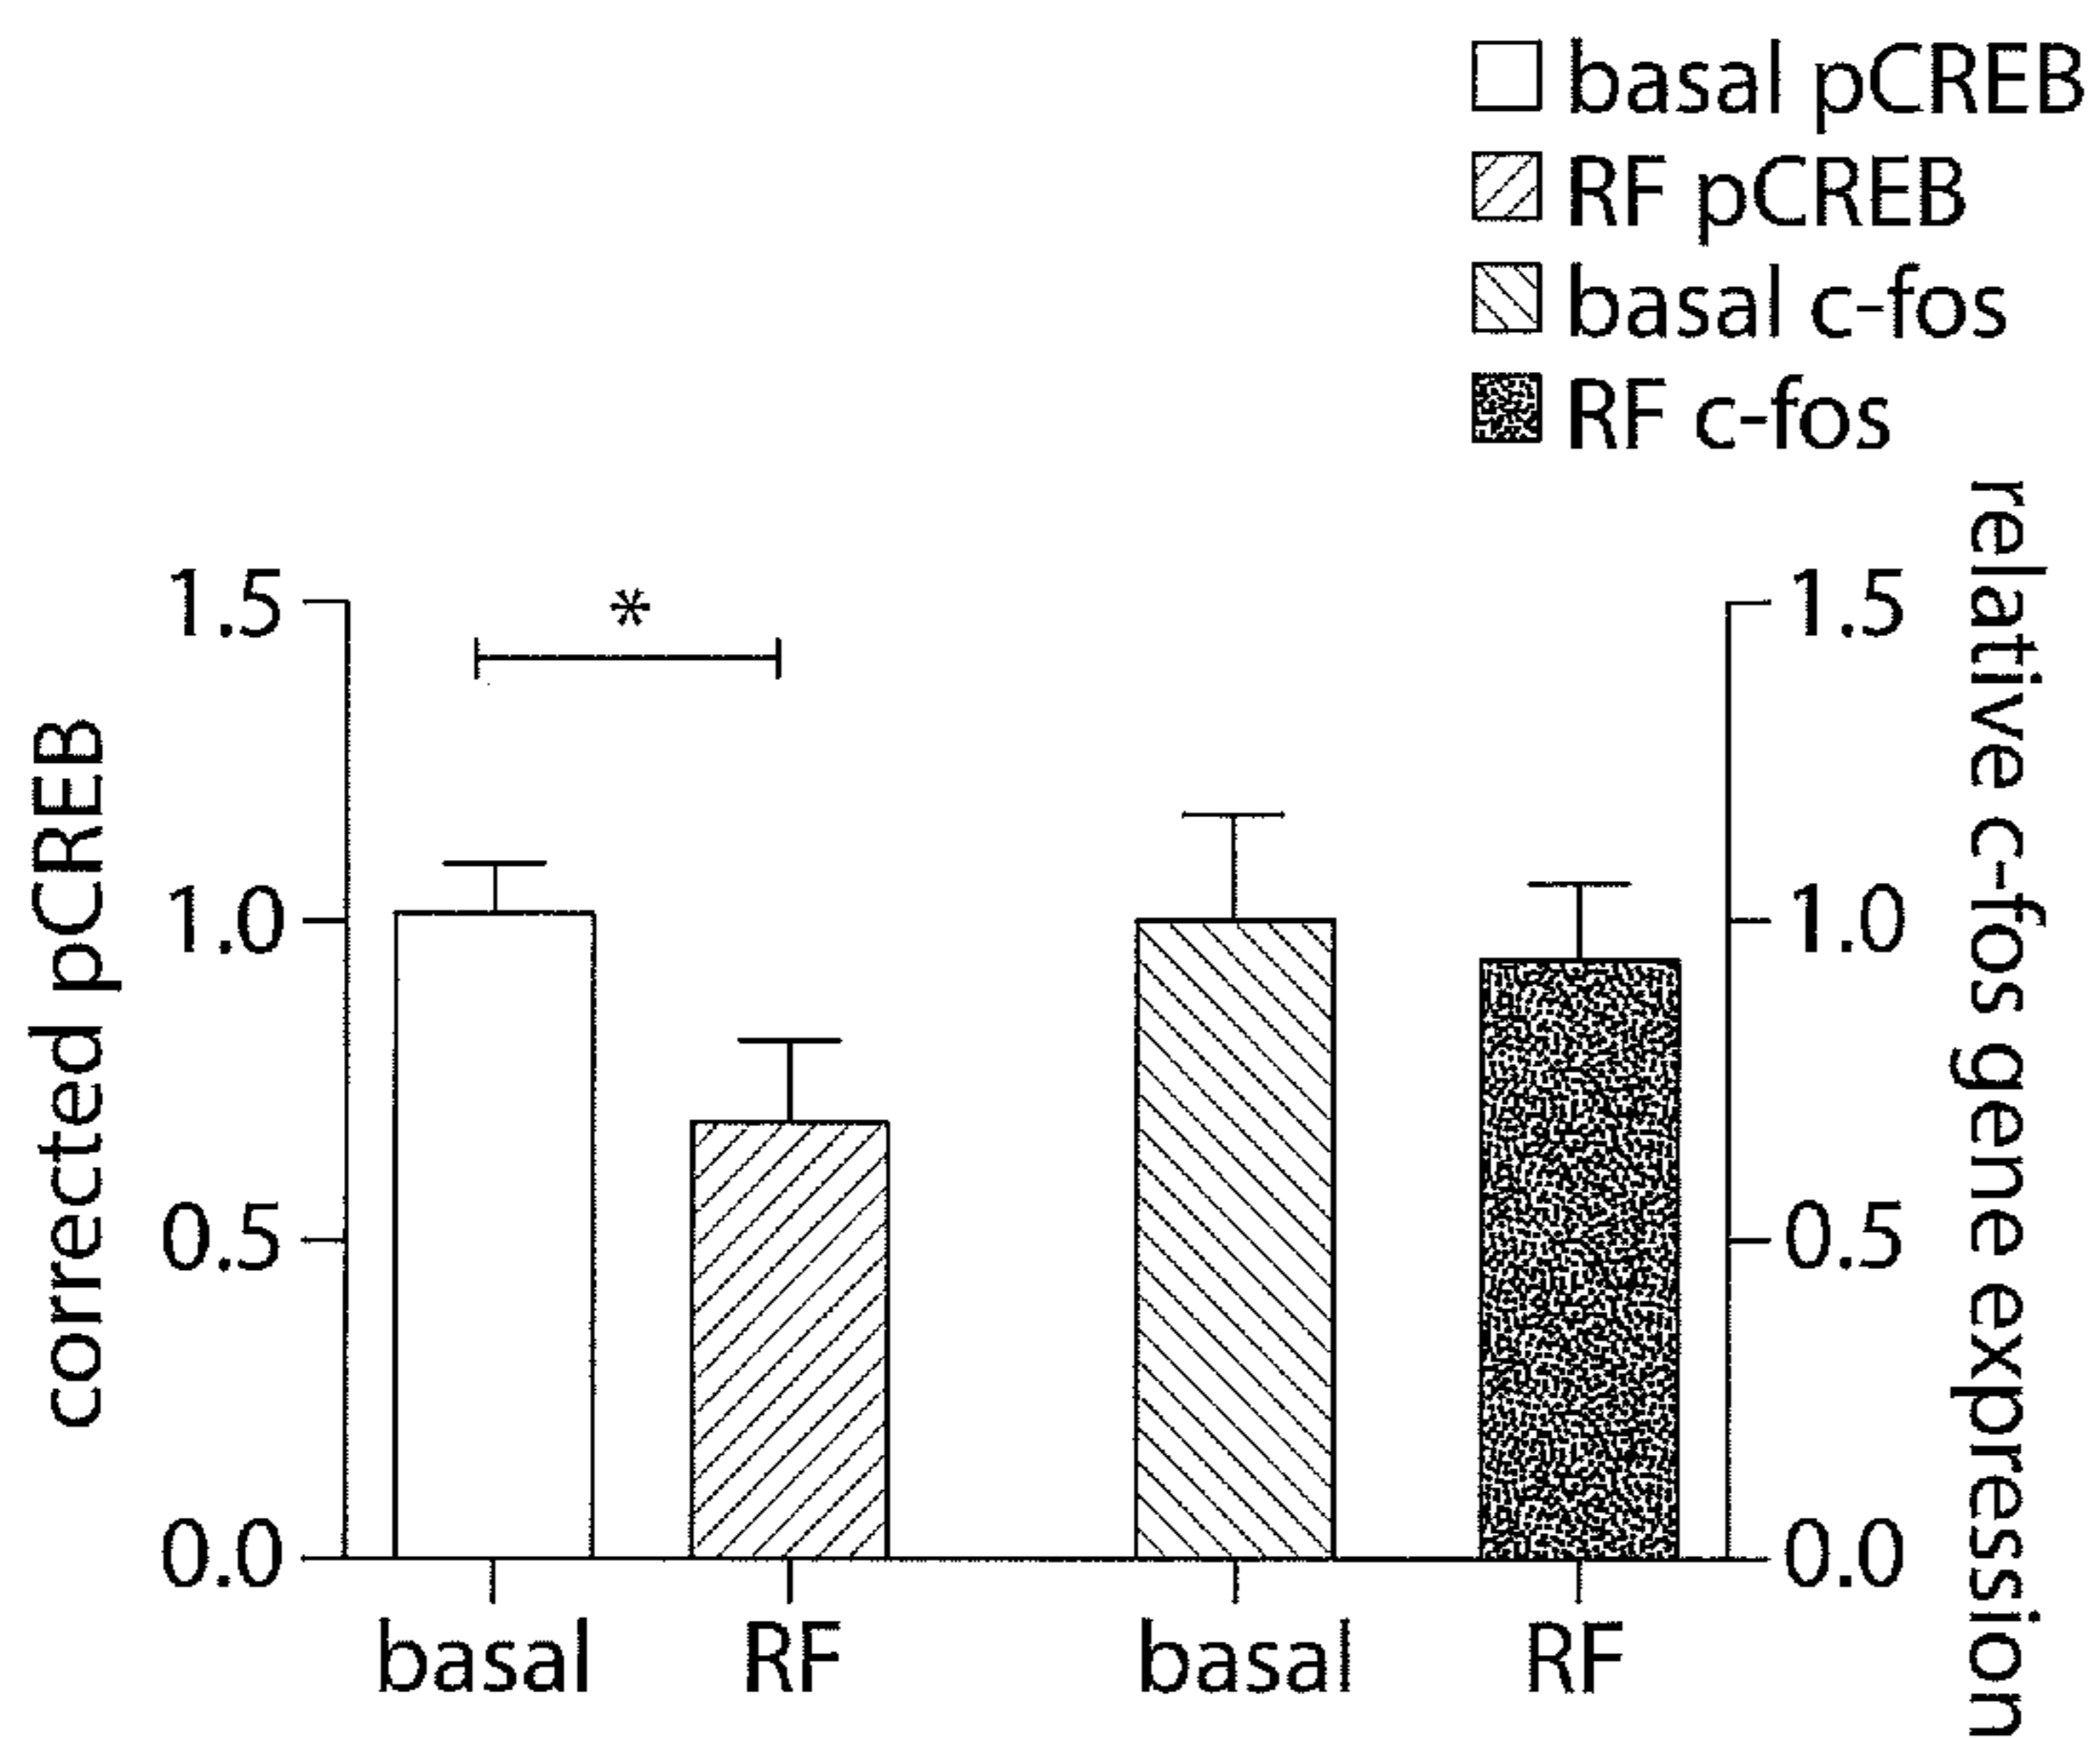 basal pCREB
RF pCREB
basal c-fos
RF c-fos
corrected pCREB
1.5
1.0
0.5
0.0
*
1.5
1.0
0.5
0.0
relative c-fos gene expression
basal
RF
basal
RF